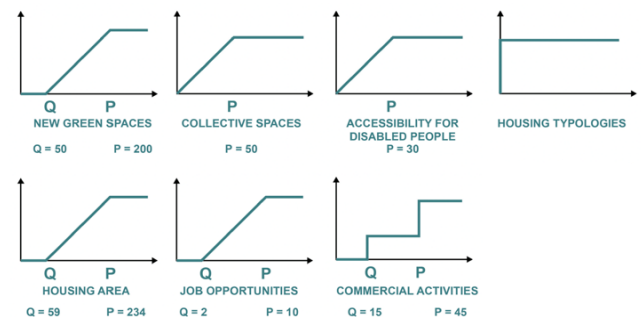 Q P
NEW GREEN SPACES
Q = 50 P = 200
P
COLLECTIVE SPACES
P = 50
P
ACCESSIBILITY FOR
DISABLED PEOPLE
P = 30
HOUSING TYPOLOGIES
Q P
HOUSING AREA
Q = 59 P = 234
Q P
JOB OPPORTUNITIES
Q = 2 P = 10
Q P
COMMERCIAL ACTIVITIES
Q = 15 P = 45